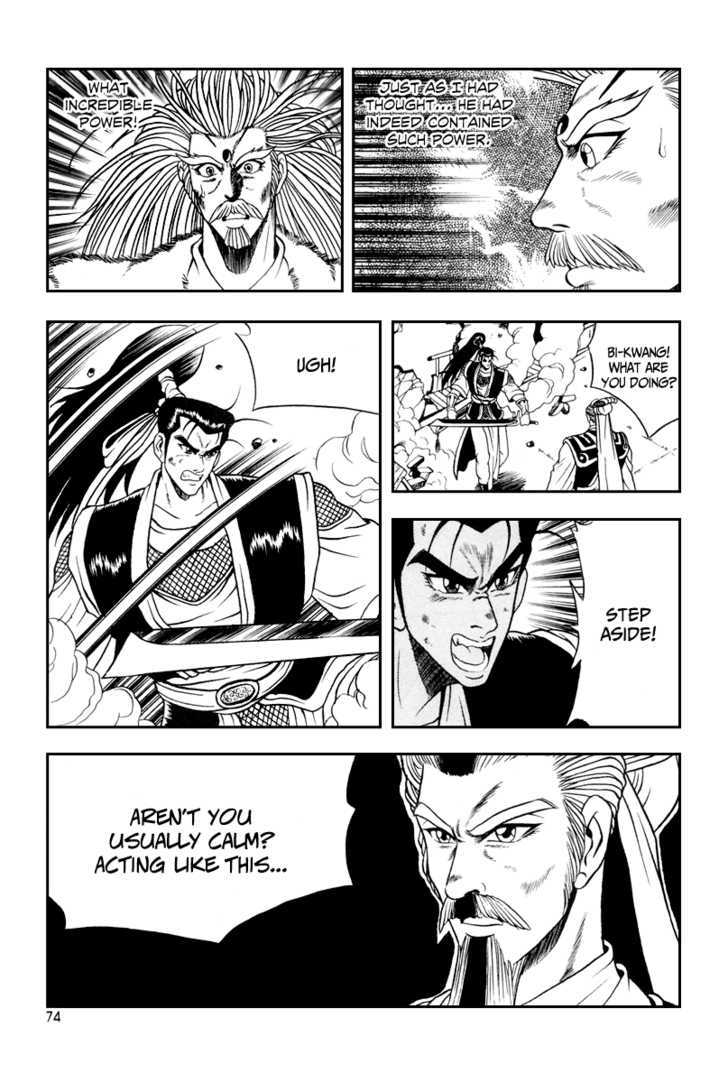 WHAT
INCREDIBLE
POWER!
JUST AS I HAD
THOUGHT.... HE HAD
INDEED CONTAINED
SUCH POWER.
UGH!
BI-KWANG!
WHAT ARE
YOU DOING?
STEP
ASIDE!
AREN'T YOU
USUALLY CALM?
ACTING LIKE THIS...
74